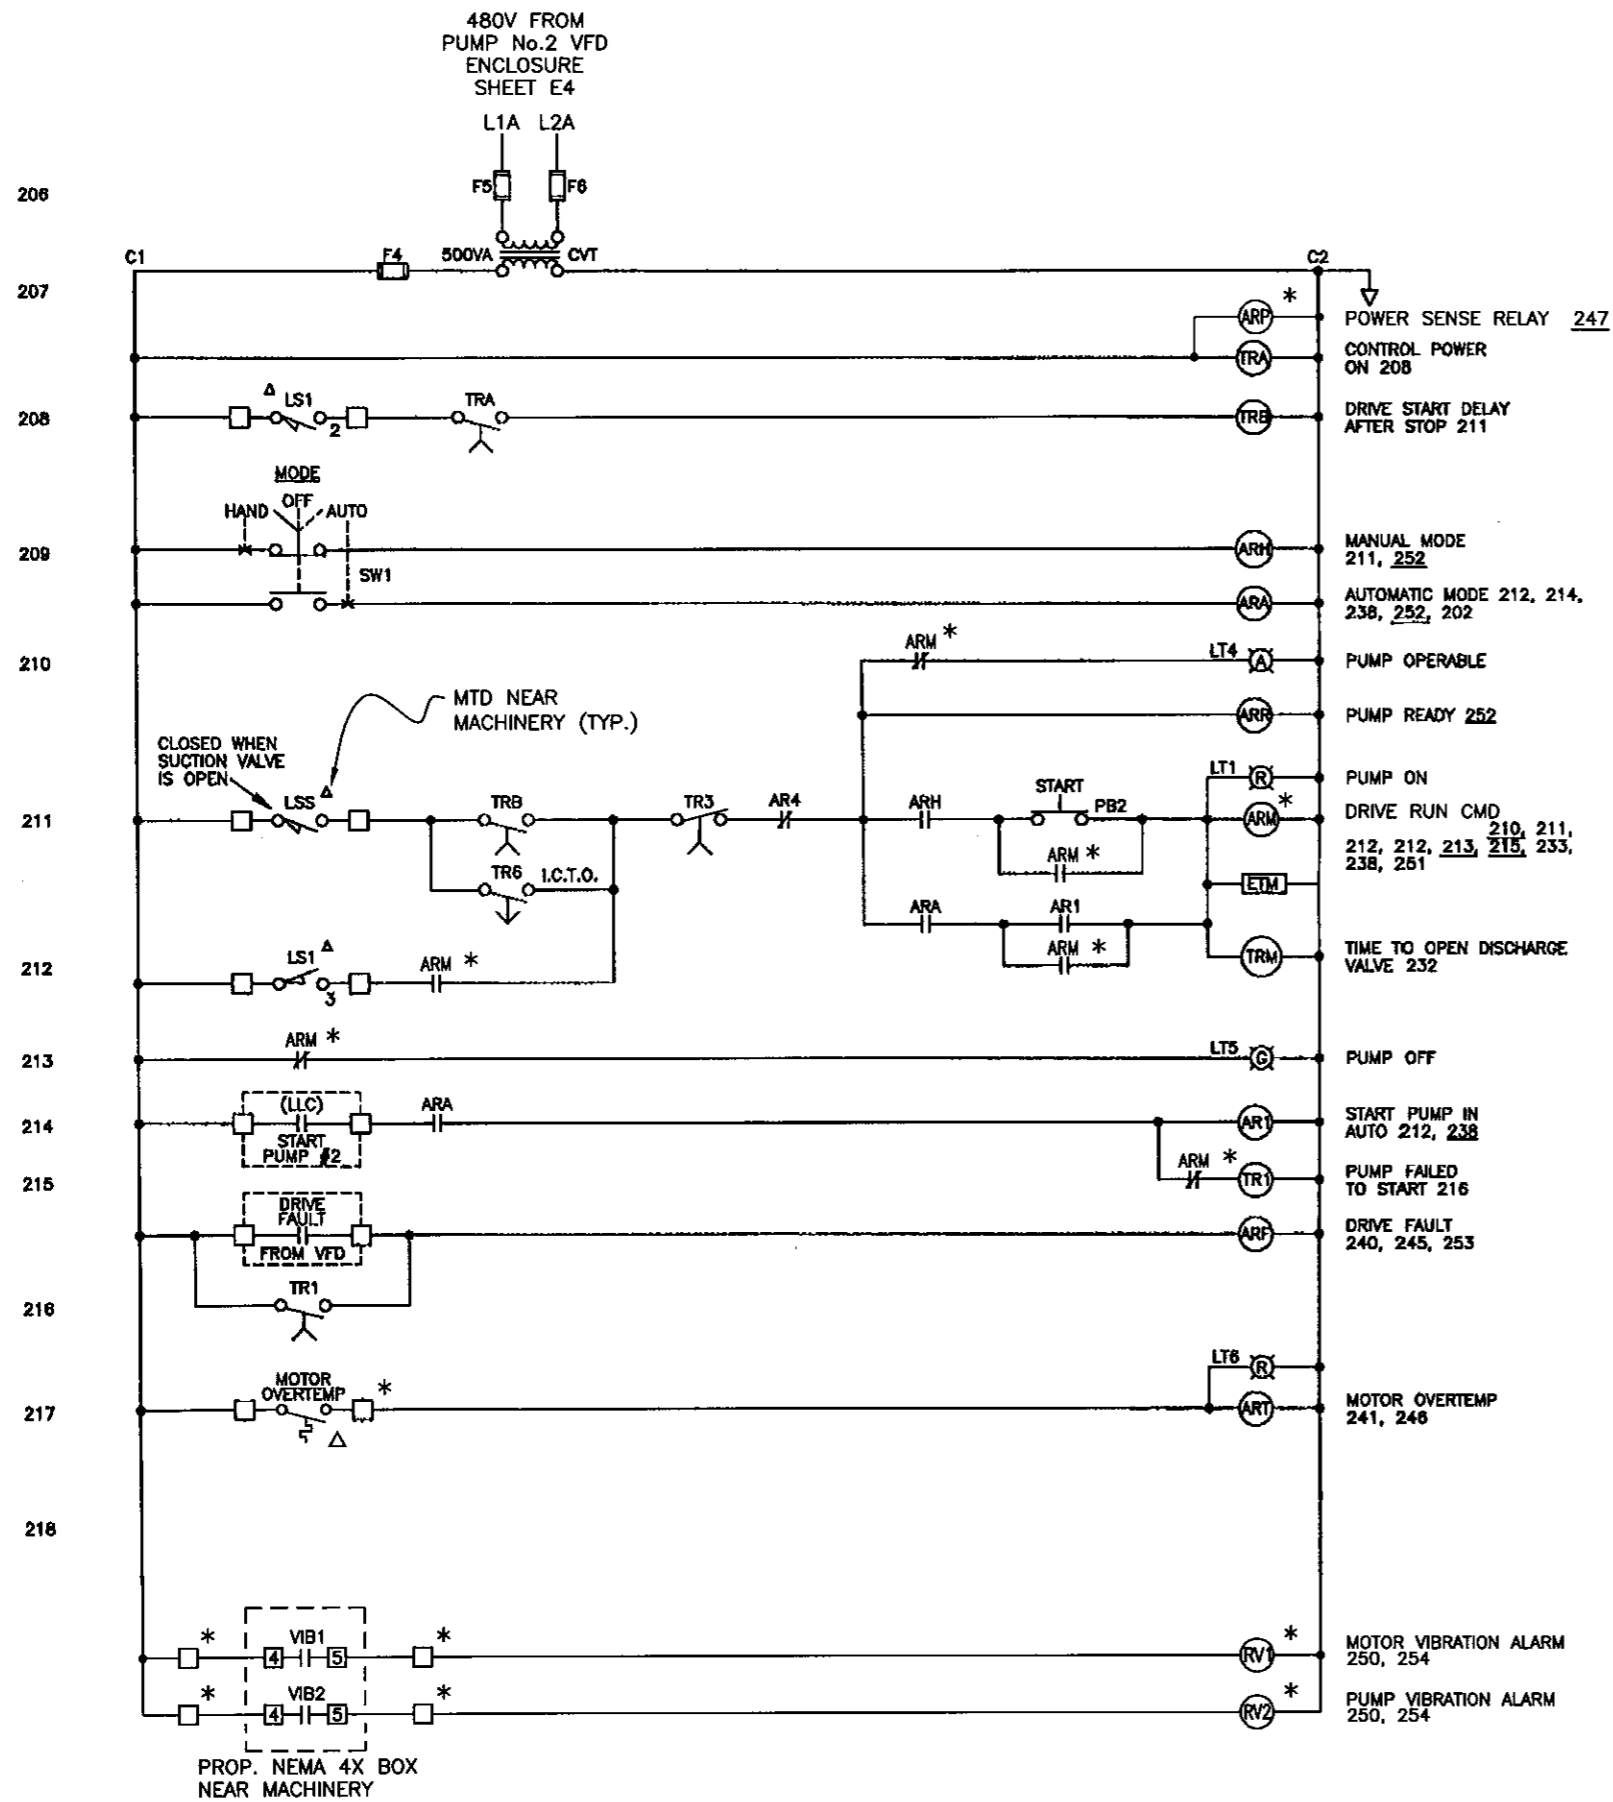 480V FROM
PUMP No.2 VFD
ENCLOSURE
SHEET E4
L1A L2A
206
F5 F6
C1 F4 500VA CVT C2
207
ARP *
POWER SENSE RELAY 247
TRA
CONTROL POWER
ON 208
208
Δ
LS1
2
TRA
TRB
DRIVE START DELAY
AFTER STOP 211
MODE
OFF
HAND AUTO
209
SW1
ARH
MANUAL MODE
211, 252
ARA
AUTOMATIC MODE 212, 214,
238, 252, 202
210
ARM *
LT4 A
PUMP OPERABLE
MTD NEAR
MACHINERY (TYP.)
ARR
PUMP READY 252
CLOSED WHEN
SUCTION VALVE
IS OPEN
LT1 R
PUMP ON
211
LSS Δ
TRB
TR3
AR4
ARH
START
PB2
ARM *
ARM *
DRIVE RUN CMD
210, 211,
212, 212, 213, 215, 233,
238, 251
TR6 I.C.T.O.
ETM
ARA
AR1
ARM *
212
LS1 Δ
3
ARM *
TRM
TIME TO OPEN DISCHARGE
VALVE 232
213
ARM *
LT5 G
PUMP OFF
214
(LLC)
START
PUMP #2
ARA
AR1
START PUMP IN
AUTO 212, 238
215
ARM *
TR1
PUMP FAILED
TO START 216
DRIVE
FAULT
FROM VFD
ARF
DRIVE FAULT
240, 245, 253
216
TR1
LT6 R
217
MOTOR
OVERTEMP
*
Δ
ART
MOTOR OVERTEMP
241, 246
218
* 4 VIB1 5 *
RV1 *
MOTOR VIBRATION ALARM
250, 254
* 4 VIB2 5 *
RV2 *
PUMP VIBRATION ALARM
250, 254
PROP. NEMA 4X BOX
NEAR MACHINERY